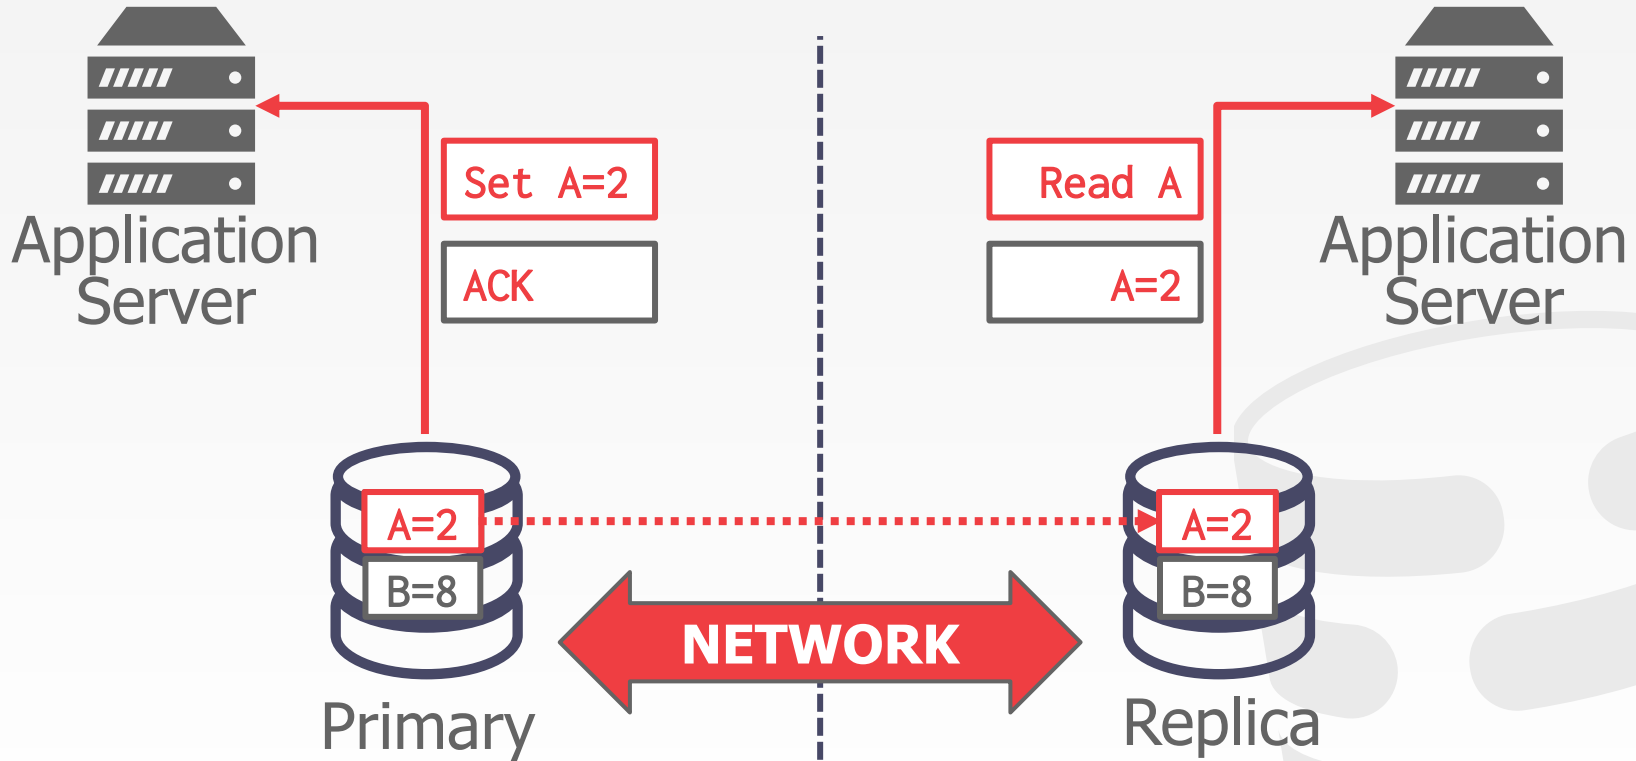 Application
Server
Set A=2
ACK
Read A
A=2
Application
Server
A=2
B=8
A=2
B=8
NETWORK
Primary
Replica